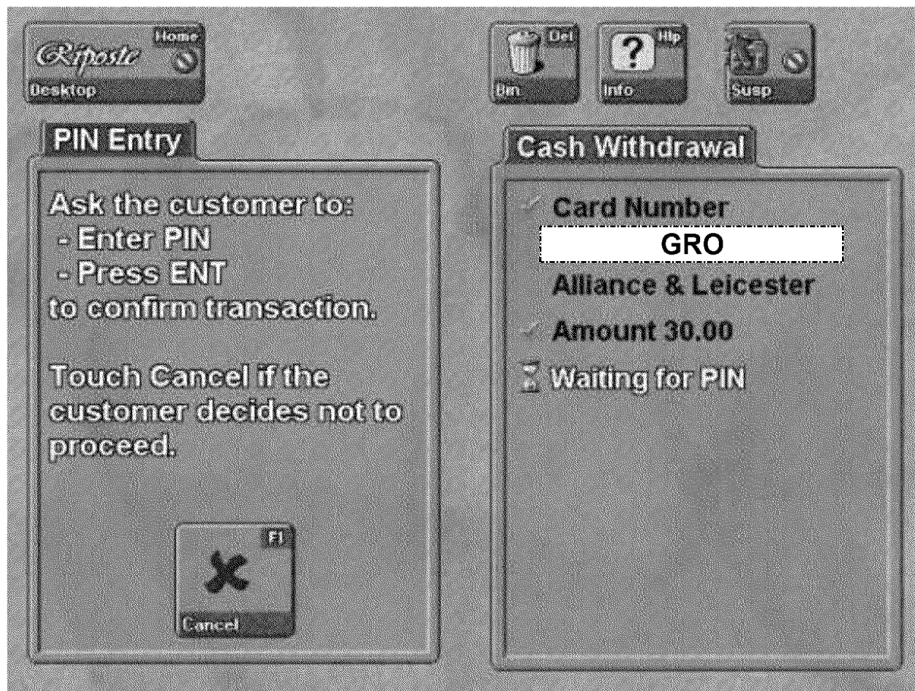 Riposte
Home
Desktop
Del
Bin
Hlp
Info
Susp
PIN Entry
Ask the customer to:
- Enter PIN
- Press ENT
to confirm transaction.
Touch Cancel if the
customer decides not to
proceed.
F1
Cancel
Cash Withdrawal
Card Number
GRO
Alliance & Leicester
Amount 30.00
Waiting for PIN